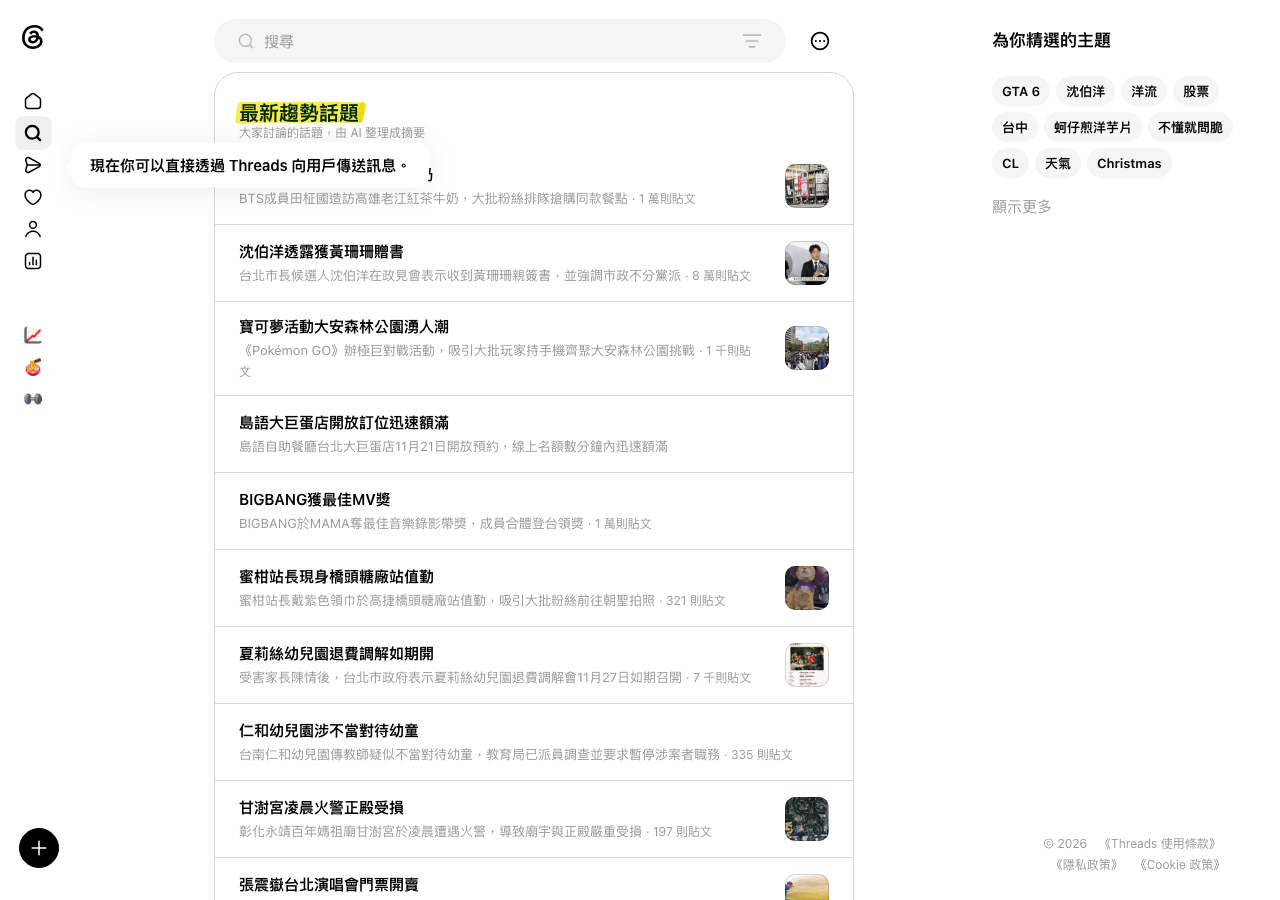 搜尋
最新趨勢話題
大家討論的話題，由 AI 整理成摘要
現在你可以直接透過 Threads 向用戶傳送訊息。
BTS成員田柾國造訪高雄老江紅茶牛奶，大批粉絲排隊搶購同款餐點 · 1 萬則貼文
沈伯洋透露獲黃珊珊贈書
台北市長候選人沈伯洋在政見會表示收到黃珊珊親簽書，並強調市政不分黨派 · 8 萬則貼文
寶可夢活動大安森林公園湧人潮
《Pokémon GO》辦極巨對戰活動，吸引大批玩家持手機齊聚大安森林公園挑戰 · 1 千則貼
文
島語大巨蛋店開放訂位迅速額滿
島語自助餐廳台北大巨蛋店11月21日開放預約，線上名額數分鐘內迅速額滿
BIGBANG獲最佳MV獎
BIGBANG於MAMA奪最佳音樂錄影帶獎，成員合體登台領獎 · 1 萬則貼文
蜜柑站長現身橋頭糖廠站值勤
蜜柑站長戴紫色領巾於高捷橋頭糖廠站值勤，吸引大批粉絲前往朝聖拍照 · 321 則貼文
夏莉絲幼兒園退費調解如期開
受害家長陳情後，台北市政府表示夏莉絲幼兒園退費調解會11月27日如期召開 · 7 千則貼文
仁和幼兒園涉不當對待幼童
台南仁和幼兒園傳教師疑似不當對待幼童，教育局已派員調查並要求暫停涉案者職務 · 335 則貼文
甘澍宮凌晨火警正殿受損
彰化永靖百年媽祖廟甘澍宮於凌晨遭遇火警，導致廟宇與正殿嚴重受損 · 197 則貼文
張震嶽台北演唱會門票開賣
為你精選的主題
GTA 6
沈伯洋
洋流
股票
台中
蚵仔煎洋芋片
不懂就問脆
CL
天氣
Christmas
顯示更多
© 2026 《Threads 使用條款》
《隱私政策》 《Cookie 政策》